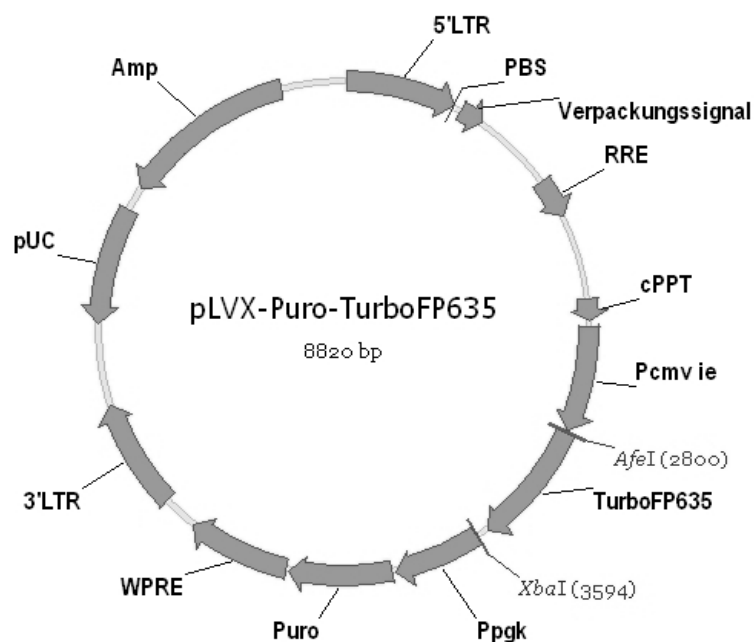 5'LTR
PBS
Verpackungssignal
RRE
cPPT
Pcmv ie
AfeI (2800)
TurboFP635
XbaI (3594)
Ppgk
Puro
WPRE
3'LTR
pUC
Amp
pLVX-Puro-TurboFP635
8820 bp